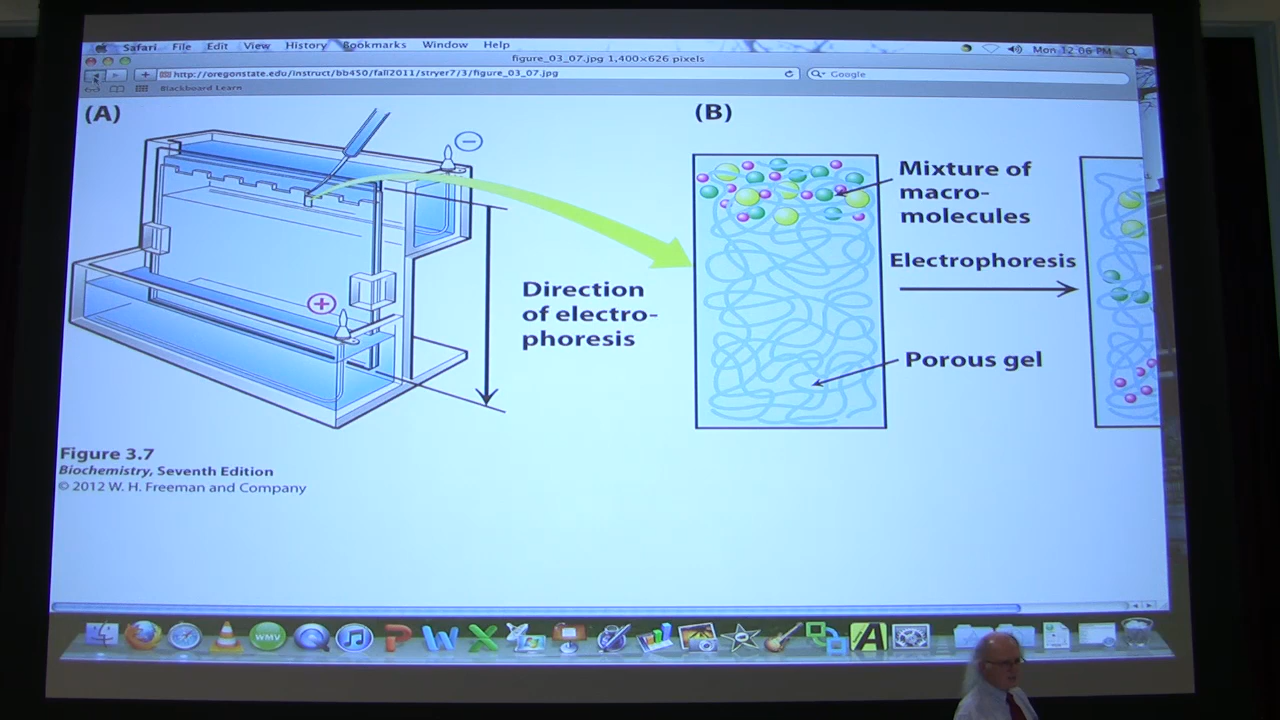 Safari File Edit View History Bookmarks Window Help
Mon 12:06 PM
figure_03_07.jpg 1,400×626 pixels
http://oregonstate.edu/instruct/bb450/fall2011/stryer7/3/figure_03_07.jpg
Google
Blackboard Learn
(A)
−
+
Direction
of electro-
phoresis
(B)
Mixture of
macro-
molecules
Electrophoresis
Porous gel
Figure 3.7
Biochemistry, Seventh Edition
© 2012 W. H. Freeman and Company
WMV